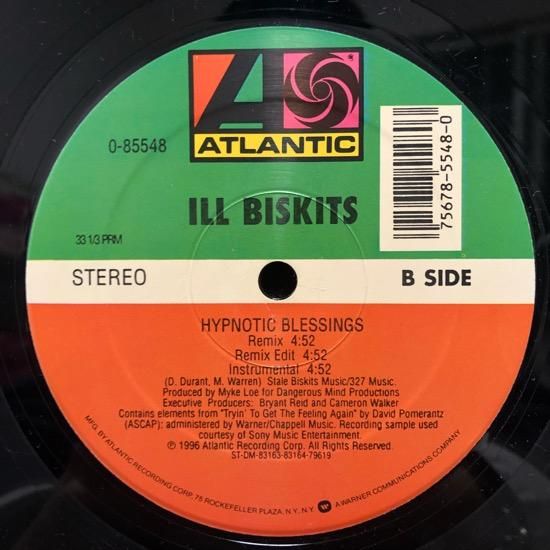 ATLANTIC
0-85548
75678-5548-0
ILL BISKITS
33 1/3 PRM
STEREO
B SIDE
HYPNOTIC BLESSINGS
Remix 4:52
Remix Edit 4:52
Instrumental 4:52
(D. Durant, M. Warren) Stale Biskits Music/327 Music.
Produced by Myke Loe for Dangerous Mind Productions
Executive Producers: Bryant Reid and Cameron Walker
Contains elements from "Tryin' To Get The Feeling Again" by David Pomerantz
(ASCAP): administered by Warner/Chappell Music. Recording sample used
courtesy of Sony Music Entertainment.
℗ 1996 Atlantic Recording Corp. All Rights Reserved.
ST-DM-83163-83164-79619
MFG. BY ATLANTIC RECORDING CORP. 75 ROCKEFELLER PLAZA, N.Y. N.Y. A WARNER COMMUNICATIONS COMPANY